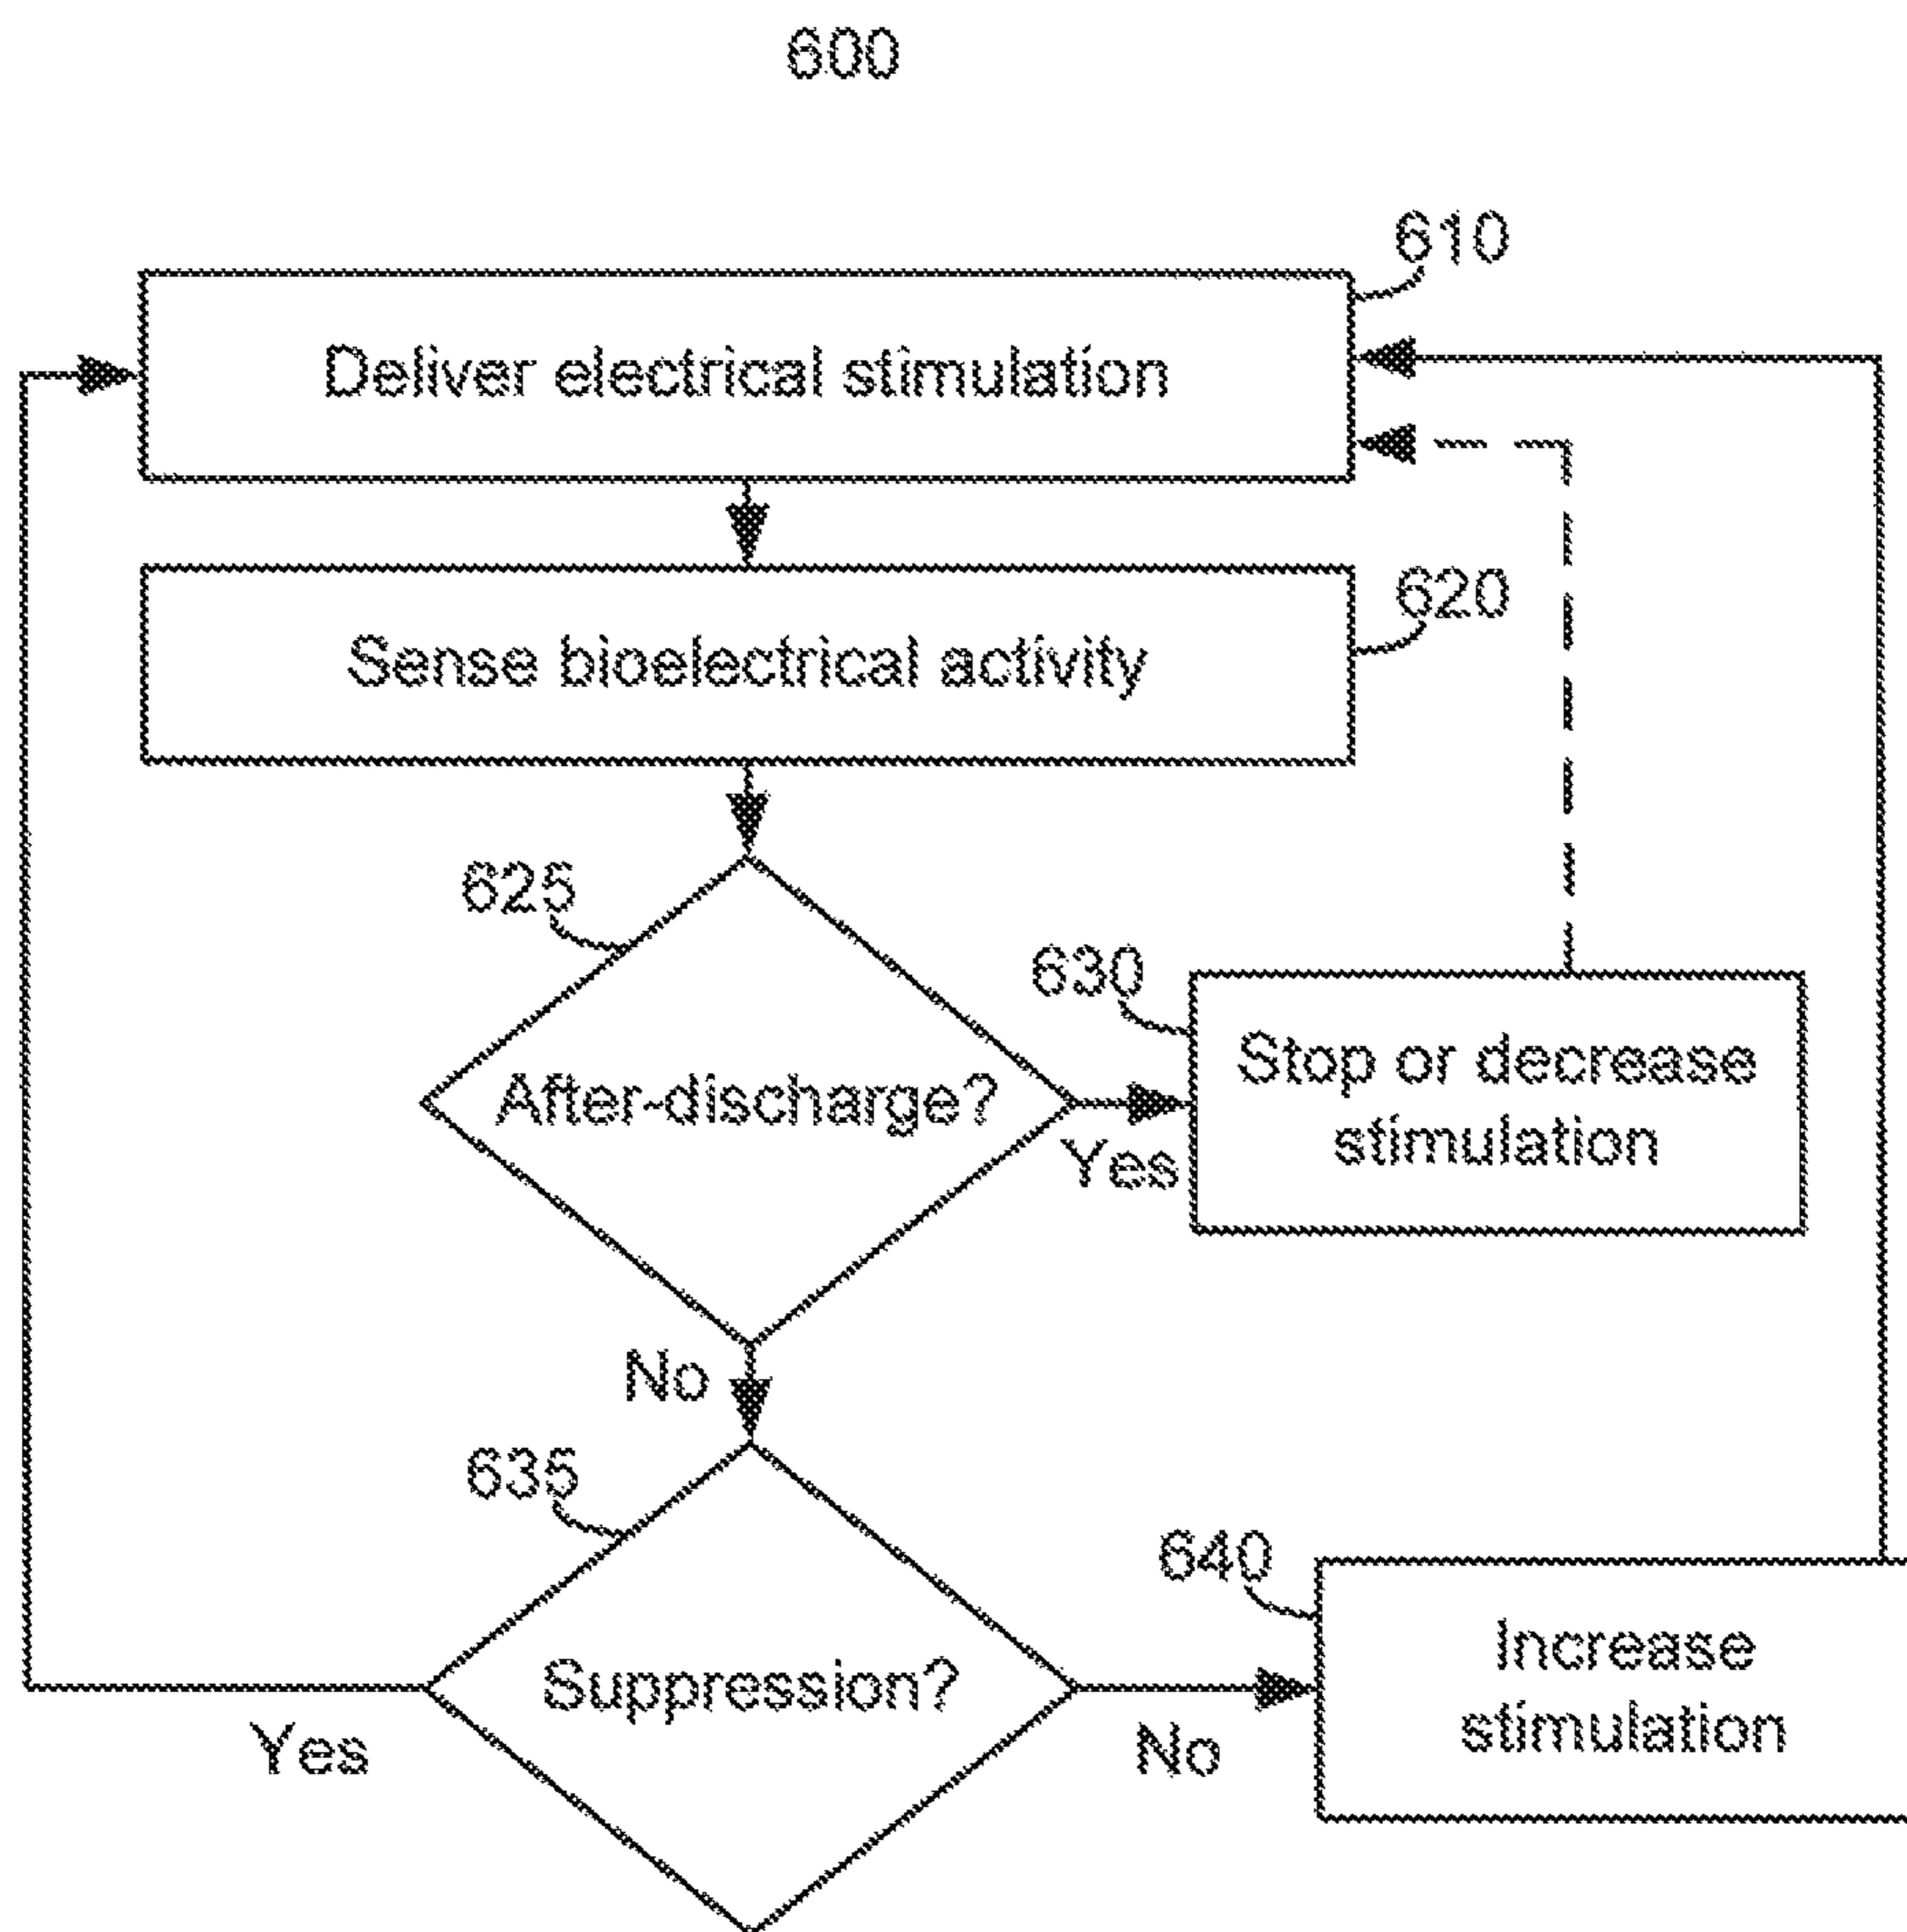 600
610
Deliver electrical stimulation
620
Sense bioelectrical activity
625
After-discharge?
Yes
630
Stop or decrease
stimulation
No
635
Suppression?
Yes
No
640
Increase
stimulation